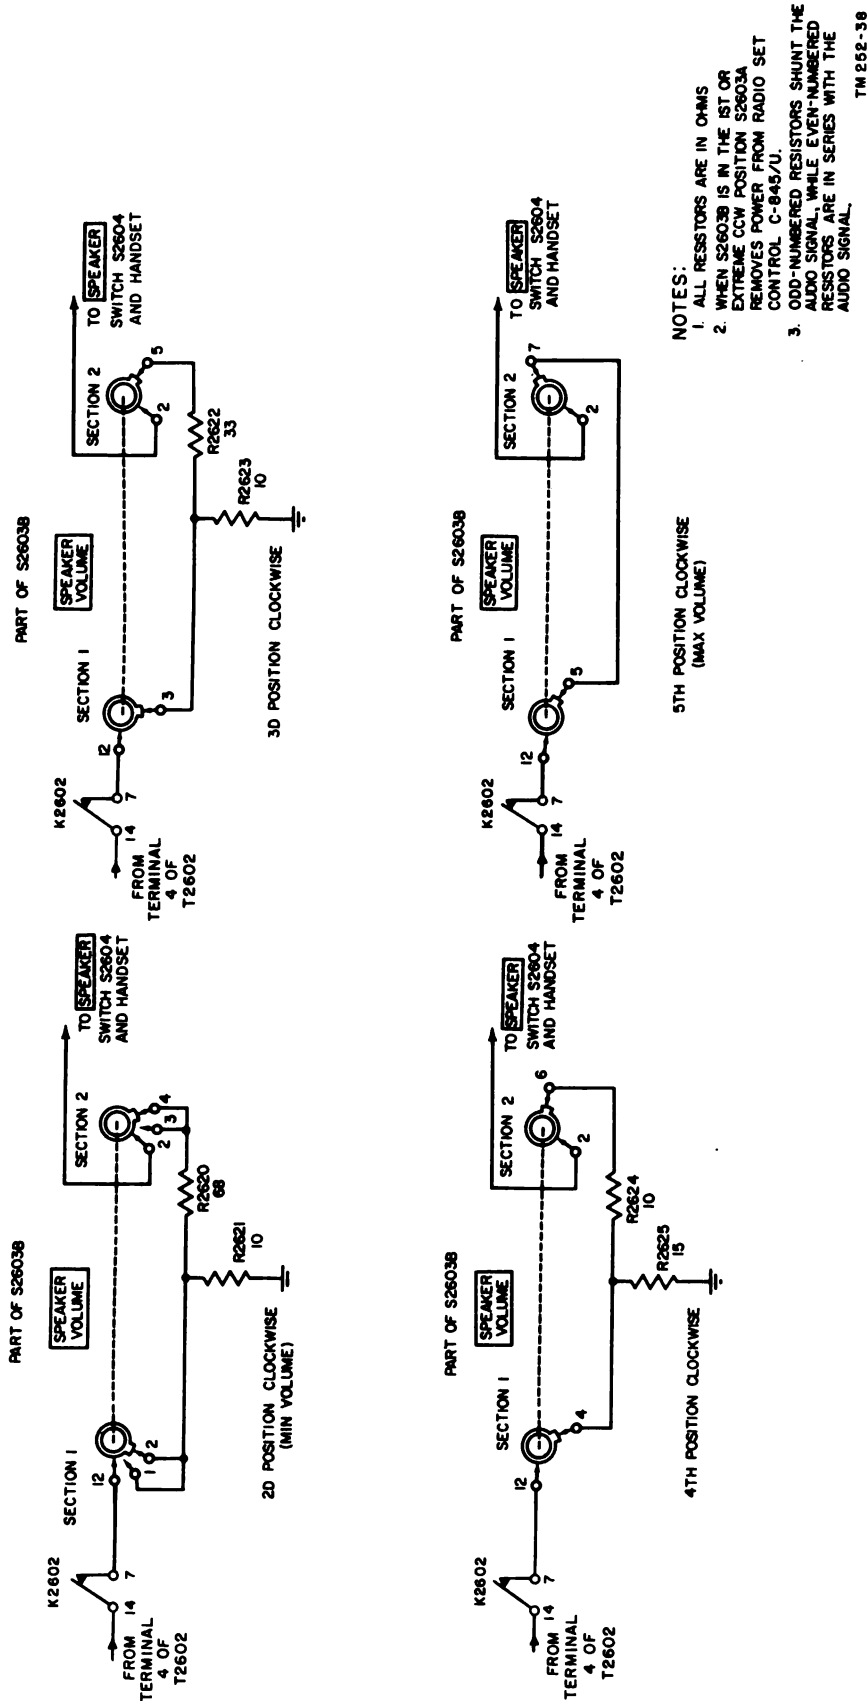 PART OF S2603B
SPEAKER
VOLUME
K2602
SECTION 1
SECTION 2
TO SPEAKER
SWITCH S2604
AND HANDSET
14
7
12
1
2
2
3
4
FROM
TERMINAL
4 OF
T2602
R2620
68
R2621
10
2D POSITION CLOCKWISE
(MIN VOLUME)
PART OF S2603B
SPEAKER
VOLUME
K2602
SECTION 1
SECTION 2
TO SPEAKER
SWITCH S2604
AND HANDSET
14
7
12
3
2
5
FROM
TERMINAL
4 OF
T2602
R2622
33
R2623
10
3D POSITION CLOCKWISE
PART OF S2603B
SPEAKER
VOLUME
K2602
SECTION 1
SECTION 2
TO SPEAKER
SWITCH S2604
AND HANDSET
14
7
12
4
2
6
FROM
TERMINAL
4 OF
T2602
R2624
10
R2625
15
4TH POSITION CLOCKWISE
PART OF S2603B
SPEAKER
VOLUME
K2602
SECTION 1
SECTION 2
TO SPEAKER
SWITCH S2604
AND HANDSET
14
7
12
5
2
7
FROM
TERMINAL
4 OF
T2602
5TH POSITION CLOCKWISE
(MAX VOLUME)
NOTES:
1. ALL RESISTORS ARE IN OHMS
2. WHEN S2603B IS IN THE 1ST OR
EXTREME CCW POSITION S2603A
REMOVES POWER FROM RADIO SET
CONTROL C-845/U.
3. ODD-NUMBERED RESISTORS SHUNT THE
AUDIO SIGNAL, WHILE EVEN-NUMBERED
RESISTORS ARE IN SERIES WITH THE
AUDIO SIGNAL.
TM 252-38